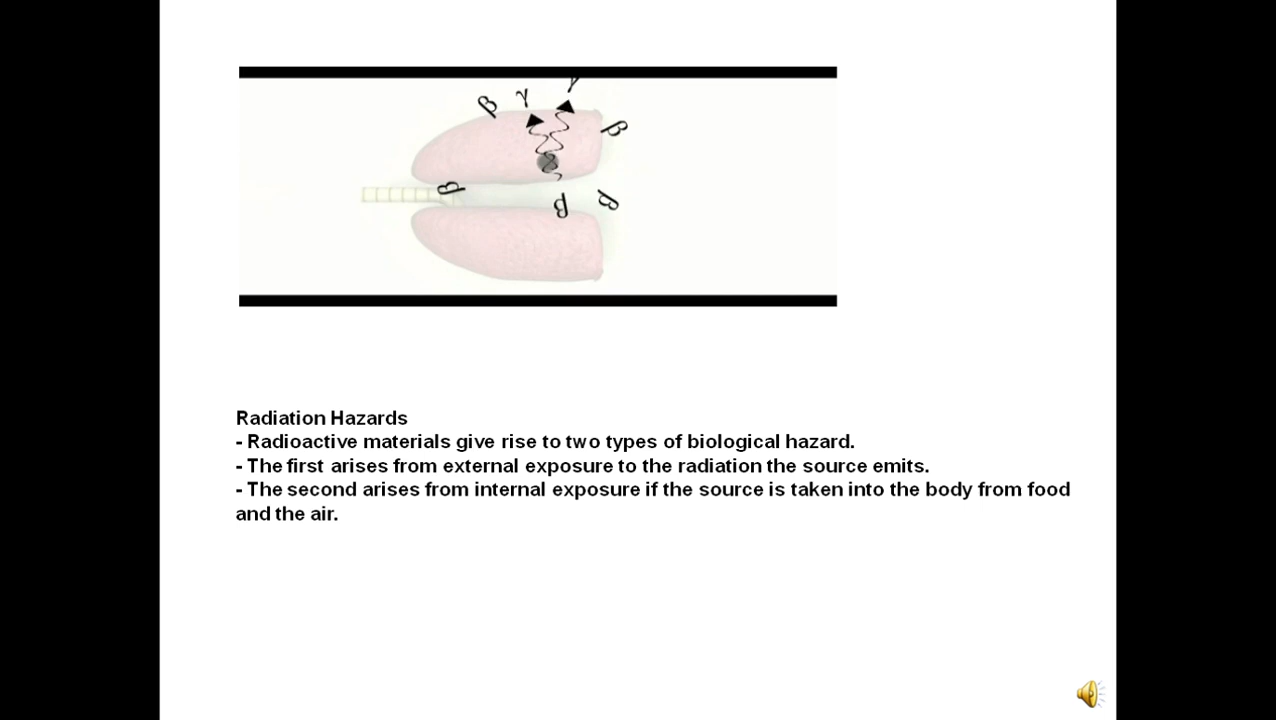 γ
β γ
β
β
β β
Radiation Hazards
- Radioactive materials give rise to two types of biological hazard.
- The first arises from external exposure to the radiation the source emits.
- The second arises from internal exposure if the source is taken into the body from food
and the air.